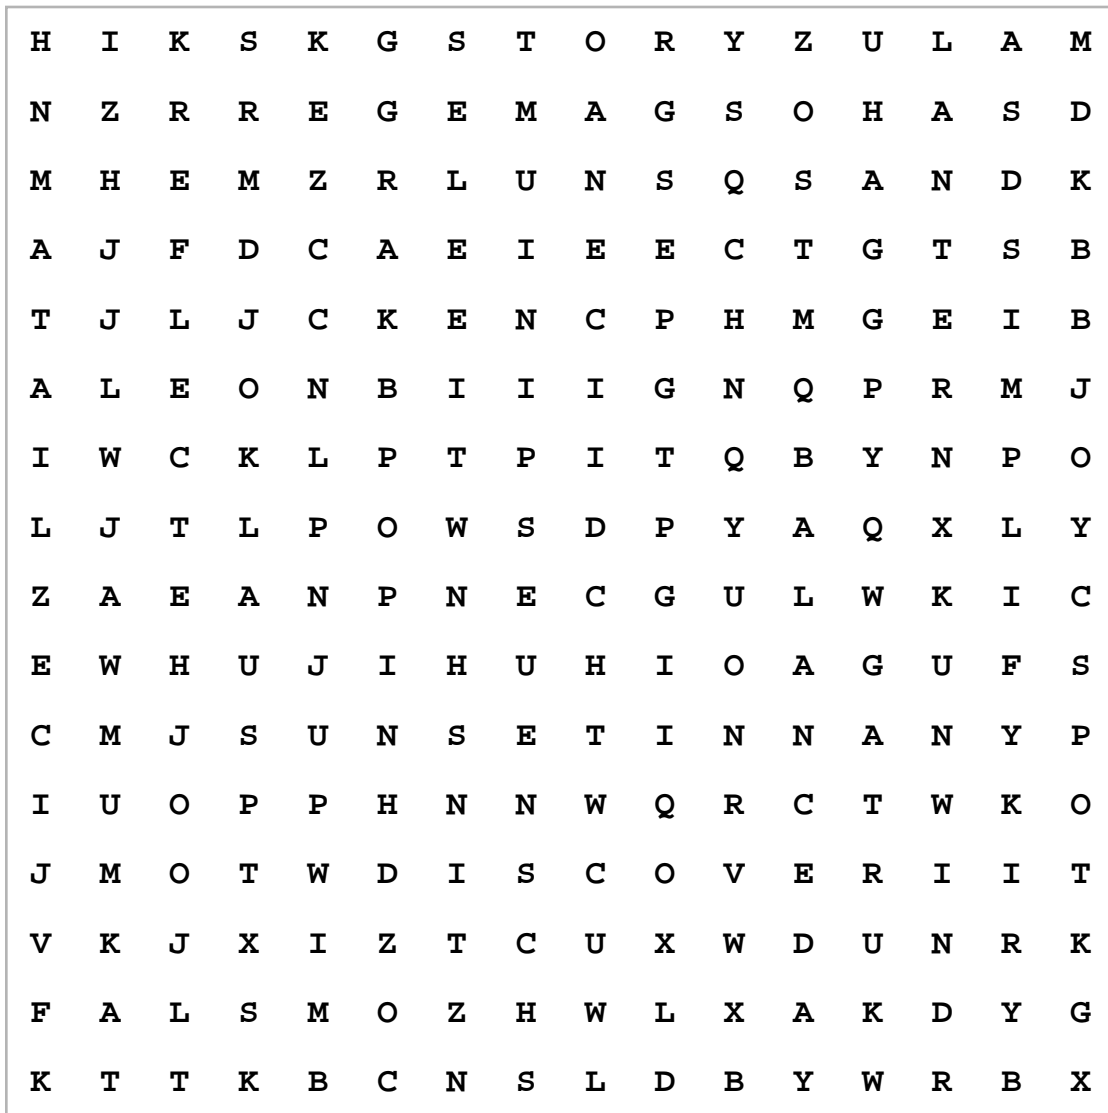 H I K S K G S T O R Y Z U L A M
N Z R R E G E M A G S O H A S D
M H E M Z R L U N S Q S A N D K
A J F D C A E I E E C T G T S B
T J L J C K E N C P H M G E I B
A L E O N B I I I G N Q P R M J
I W C K L P T P I T Q B Y N P O
L J T L P O W S D P Y A Q X L Y
Z A E A N P N E C G U L W K I C
E W H U J I H U H I O A G U F S
C M J S U N S E T I N N A N Y P
I U O P P H N N W Q R C T W K O
J M O T W D I S C O V E R I I T
V K J X I Z T C U X W D U N R K
F A L S M O Z H W L X A K D Y G
K T T K B C N S L D B Y W R B X